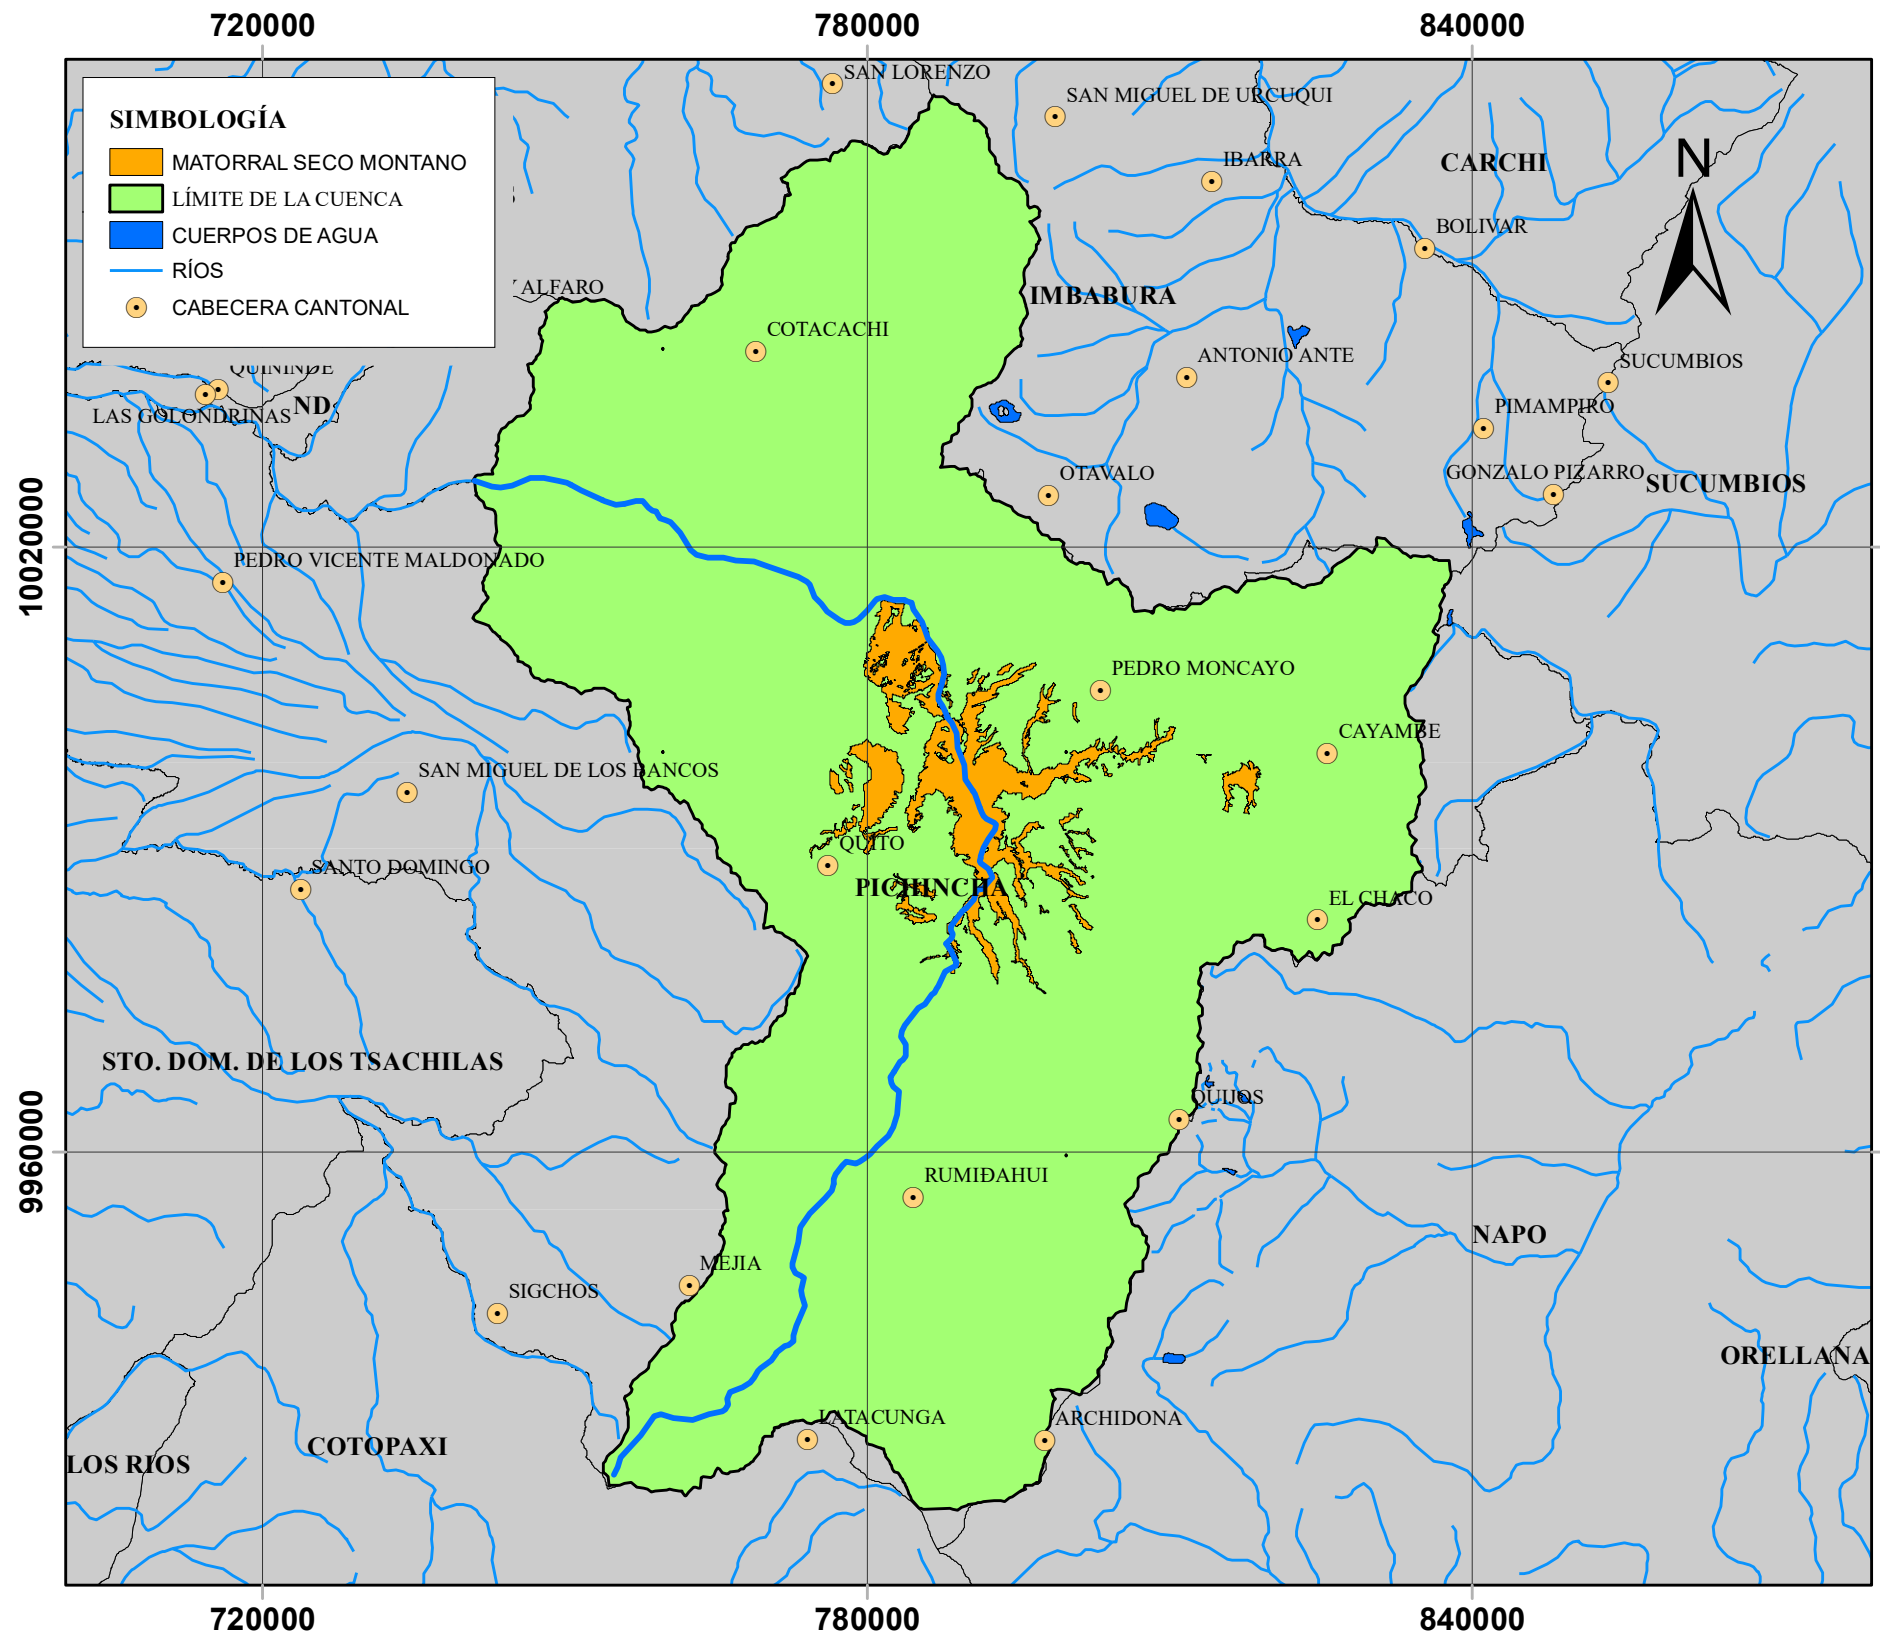 720000
780000
840000
SAN LORENZO
SAN MIGUEL DE URCUQUI
SIMBOLOGÍA
MATORRAL SECO MONTANO
LÍMITE DE LA CUENCA
CUERPOS DE AGUA
RÍOS
CABECERA CANTONAL
IBARRA
CARCHI
N
BOLIVAR
ALFARO
IMBABURA
COTACACHI
ANTONIO ANTE
SUCUMBIOS
QUININDE
ND
LAS GOLONDRINAS
PIMAMPIRO
OTAVALO
GONZALO PIZARRO
SUCUMBIOS
10020000
PEDRO VICENTE MALDONADO
PEDRO MONCAYO
CAYAMBE
SAN MIGUEL DE LOS BANCOS
QUITO
SANTO DOMINGO
PICHINCHA
EL CHACO
STO. DOM. DE LOS TSACHILAS
QUIJOS
9960000
RUMIÐAHUI
NAPO
MEJIA
SIGCHOS
ORELLANA
LATACUNGA
ARCHIDONA
COTOPAXI
LOS RIOS
720000
780000
840000